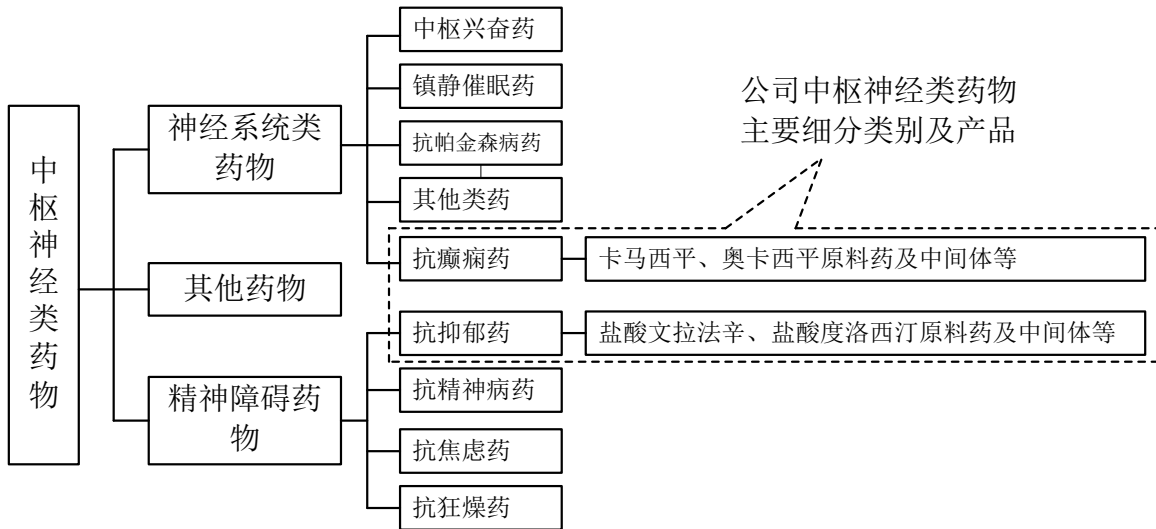 中枢神经类药物
神经系统类
药物
其他药物
精神障碍药
物
中枢兴奋药
镇静催眠药
抗帕金森病药
其他类药
抗癫痫药
抗抑郁药
抗精神病药
抗焦虑药
抗狂燥药
公司中枢神经类药物
主要细分类别及产品
卡马西平、奥卡西平原料药及中间体等
盐酸文拉法辛、盐酸度洛西汀原料药及中间体等